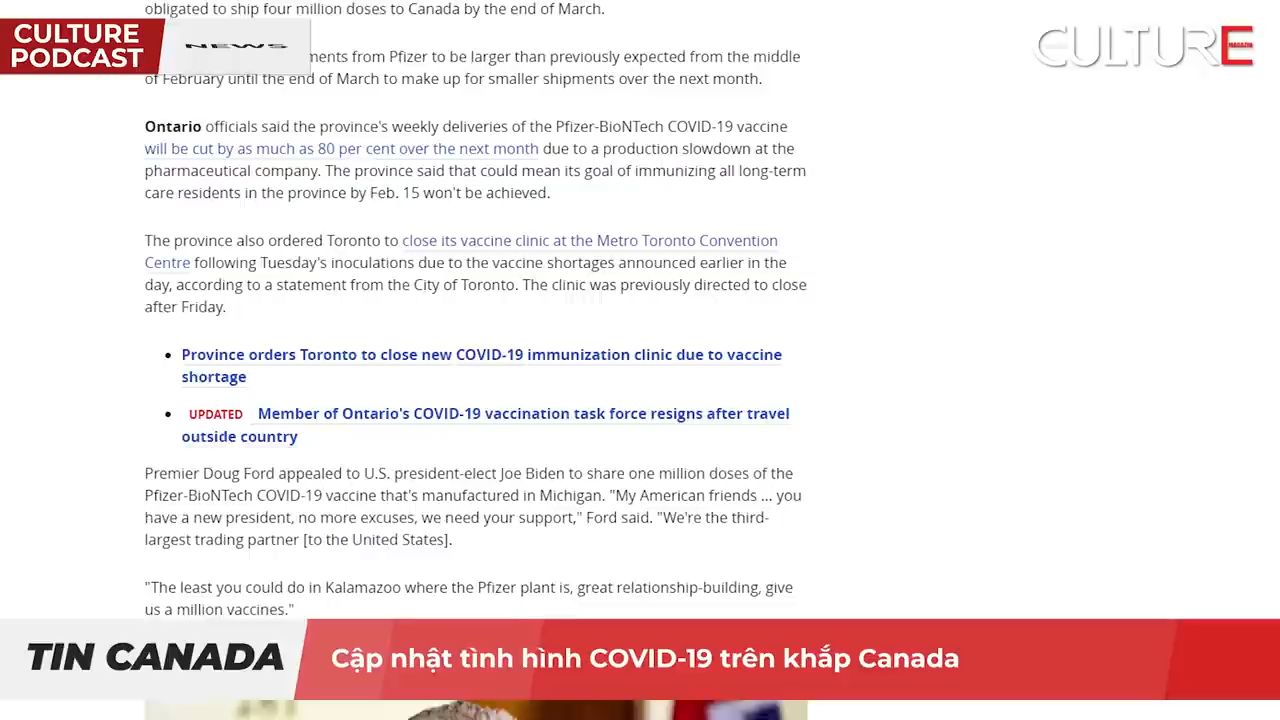 obligated to ship four million doses to Canada by the end of March.
CULTURE
PODCAST
NEWS
CULTURE
MAGAZIN
ments from Pfizer to be larger than previously expected from the middle
of February until the end of March to make up for smaller shipments over the next month.
Ontario officials said the province's weekly deliveries of the Pfizer-BioNTech COVID-19 vaccine
will be cut by as much as 80 per cent over the next month due to a production slowdown at the
pharmaceutical company. The province said that could mean its goal of immunizing all long-term
care residents in the province by Feb. 15 won't be achieved.
The province also ordered Toronto to close its vaccine clinic at the Metro Toronto Convention
Centre following Tuesday's inoculations due to the vaccine shortages announced earlier in the
day, according to a statement from the City of Toronto. The clinic was previously directed to close
after Friday.
• Province orders Toronto to close new COVID-19 immunization clinic due to vaccine
shortage
• UPDATED Member of Ontario's COVID-19 vaccination task force resigns after travel
outside country
Premier Doug Ford appealed to U.S. president-elect Joe Biden to share one million doses of the
Pfizer-BioNTech COVID-19 vaccine that's manufactured in Michigan. "My American friends ... you
have a new president, no more excuses, we need your support," Ford said. "We're the third-
largest trading partner [to the United States].
"The least you could do in Kalamazoo where the Pfizer plant is, great relationship-building, give
us a million vaccines."
TIN CANADA
Cập nhật tình hình COVID-19 trên khắp Canada